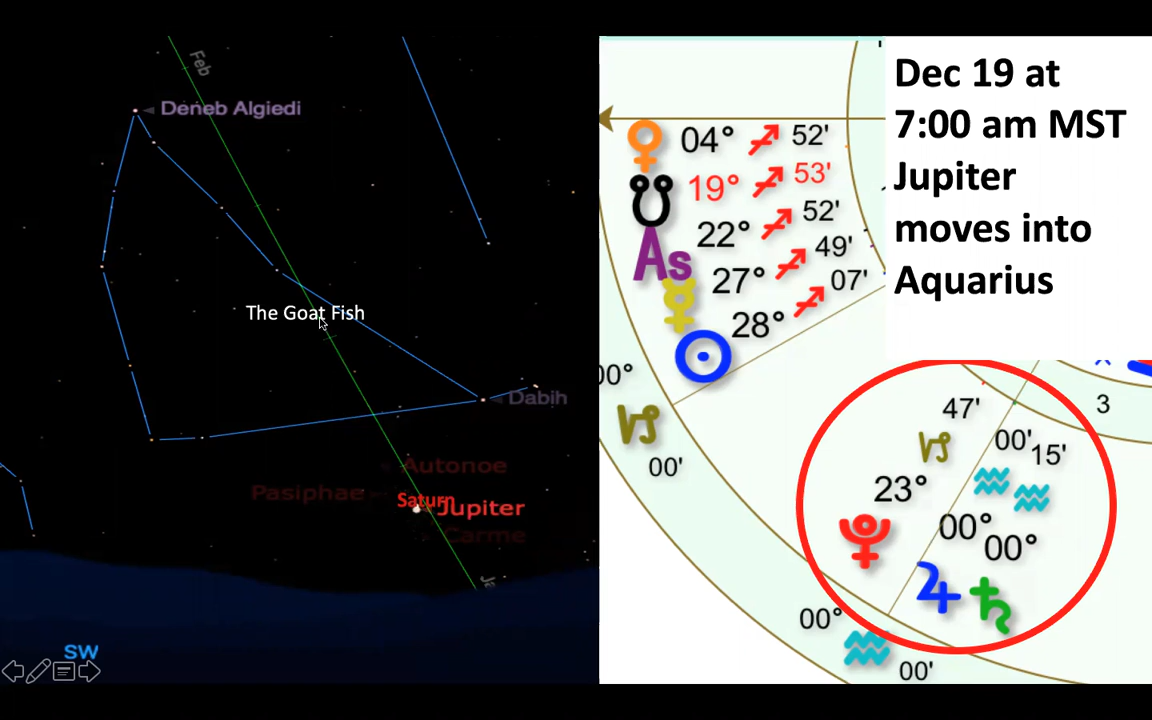 Feb
Deneb Algiedi
The Goat Fish
Dabih
Autonoe
Pasiphae
Saturn
Jupiter
Carme
SW
Dec 19 at
7:00 am MST
Jupiter
moves into
Aquarius
♀ 04° ♐ 52'
☋ 19° ♐ 53'
As 22° ♐ 52'
☿ 27° ♐ 49'
☉ 28° ♐ 07'
00°
♑
00'
47'
♑
23°
00' 15'
♒ ♒
00° 00°
♃ ♄
3
00°
♒
00'